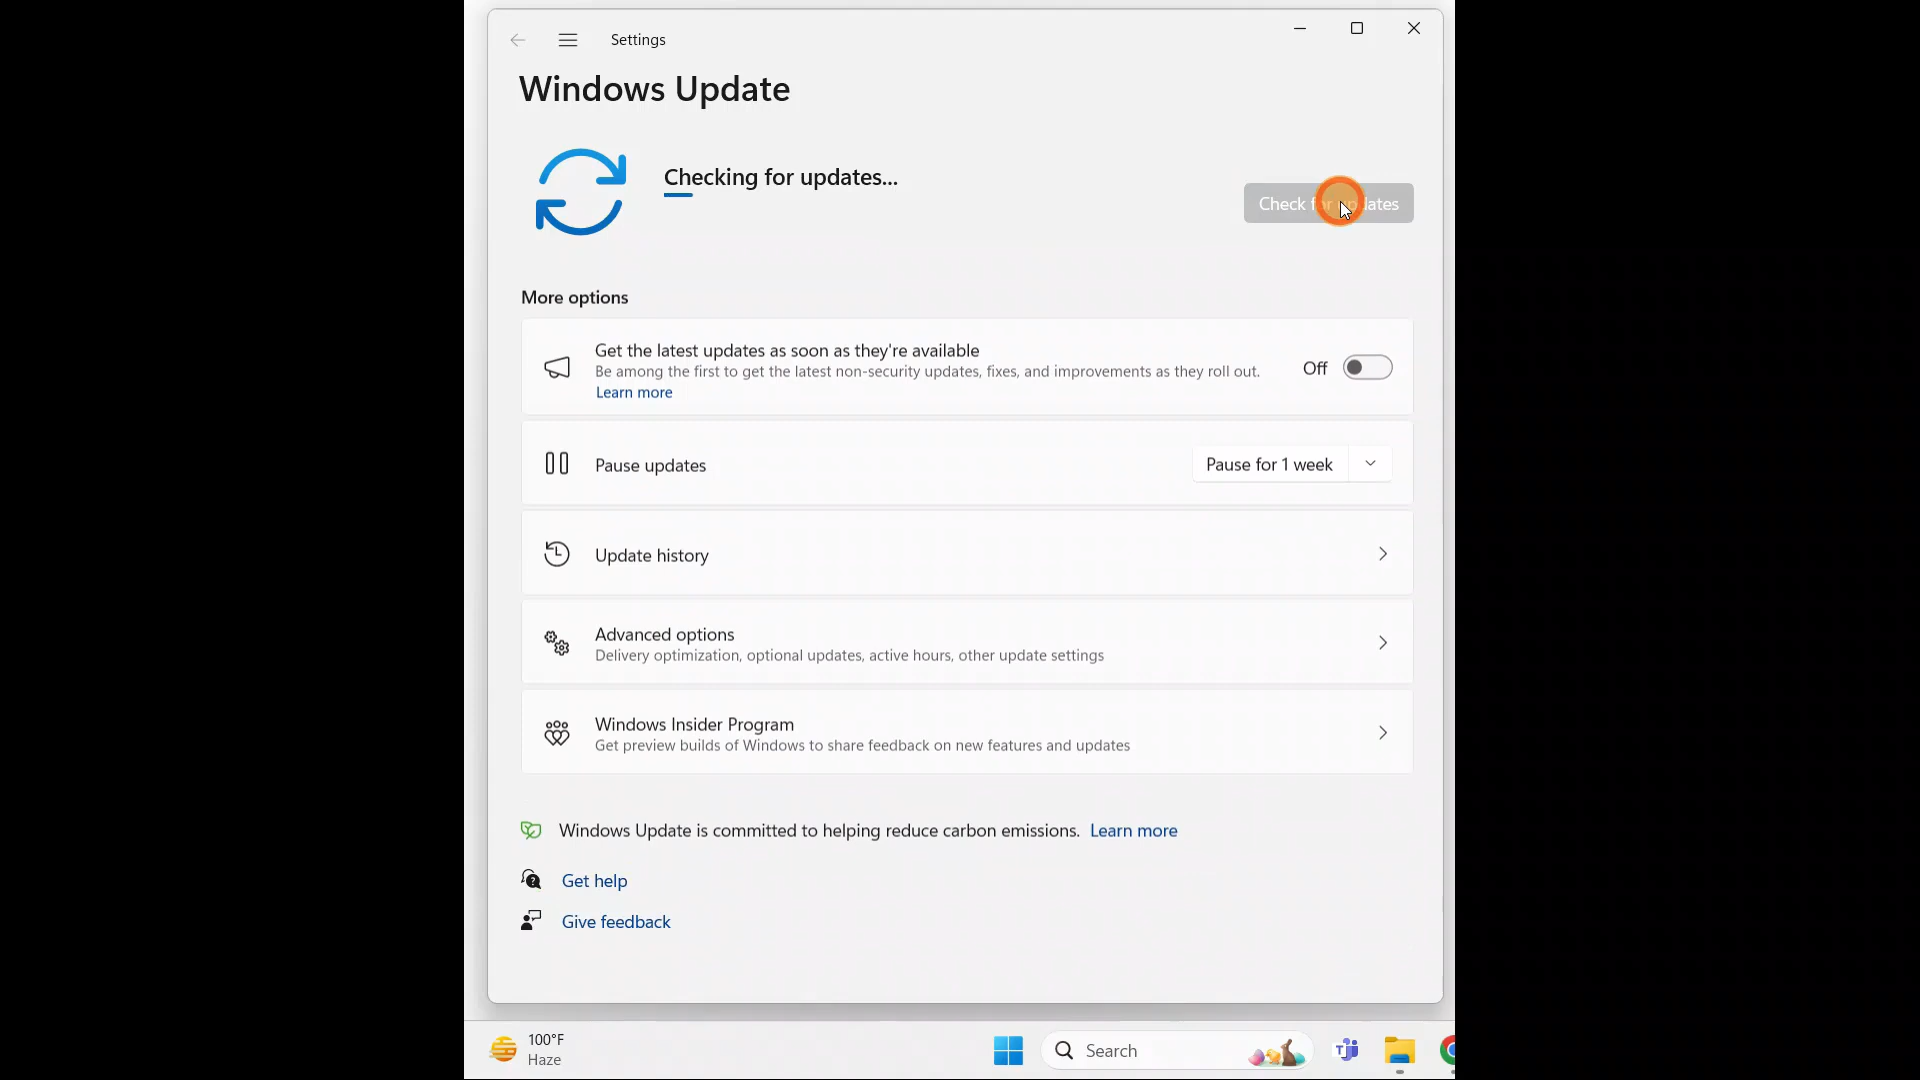 Settings
Windows Update
Checking for updates...
Check for updates
More options
Get the latest updates as soon as they're available
Be among the first to get the latest non-security updates, fixes, and improvements as they roll out.
Learn more
Off
Pause updates
Pause for 1 week
Update history
Advanced options
Delivery optimization, optional updates, active hours, other update settings
Windows Insider Program
Get preview builds of Windows to share feedback on new features and updates
Windows Update is committed to helping reduce carbon emissions. Learn more
Get help
Give feedback
100°F
Haze
Search